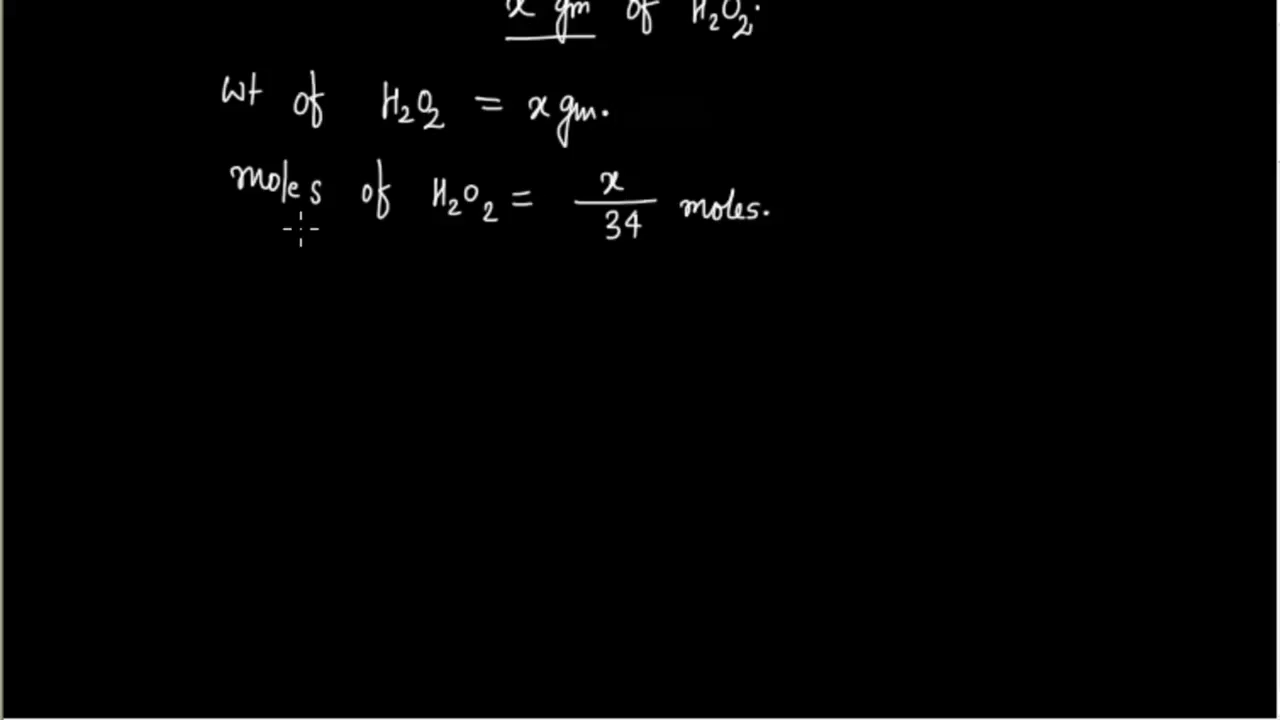 x gm of H₂O₂.
wt of H₂O₂ = x gm.
moles of H₂O₂ = x/34 moles.